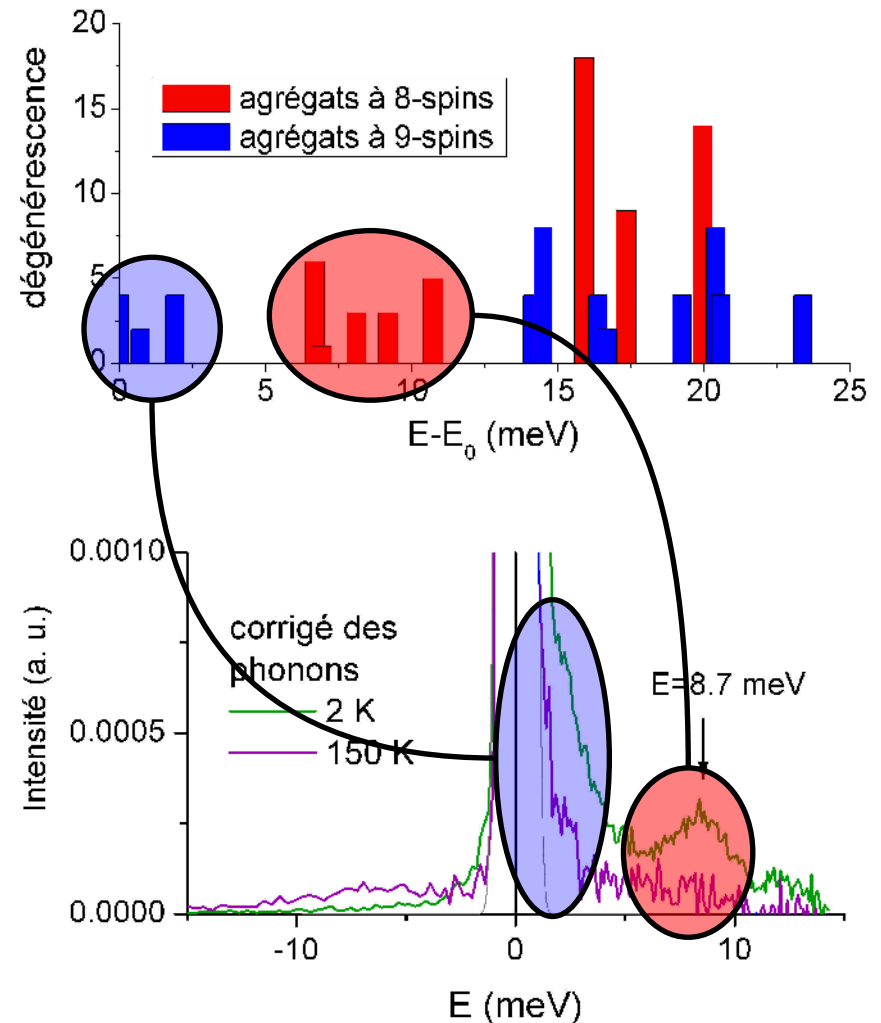 20
15
10
5
0
dégénérescence
agrégats à 8-spins
agrégats à 9-spins
0
5
10
15
20
25
E-E₀ (meV)
0.0010
0.0005
0.0000
Intensité (a. u.)
corrigé des
phonons
2 K
150 K
E=8.7 meV
-10
0
10
E (meV)